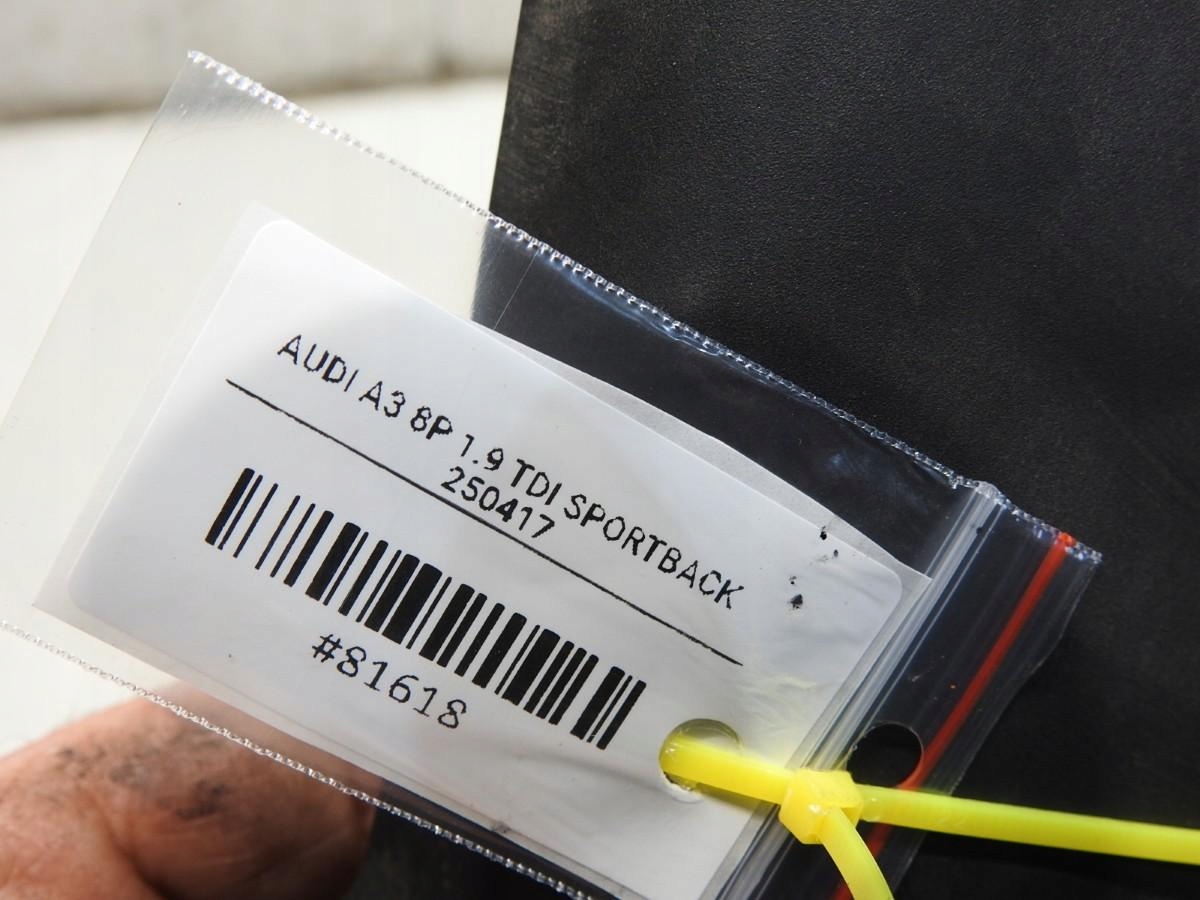 AUDI A3 8P 1.9 TDI SPORTBACK
250417
#81618